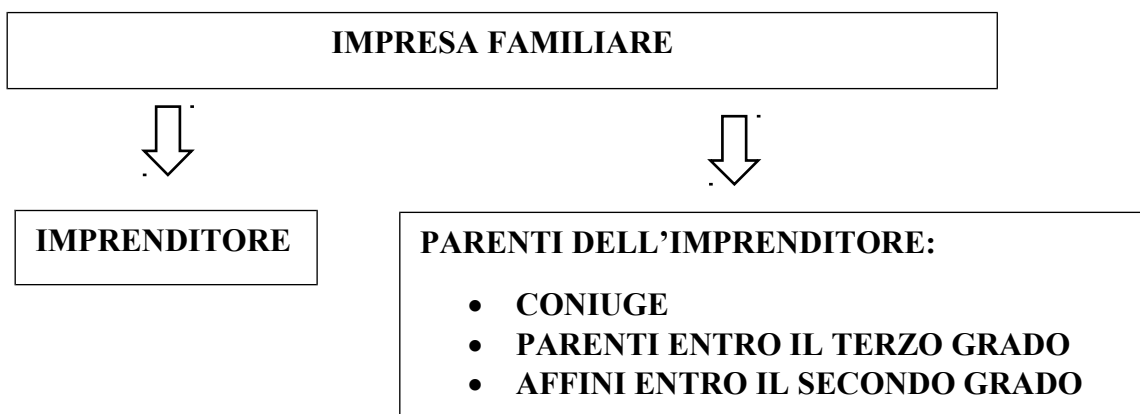 IMPRESA FAMILIARE
IMPRENDITORE
PARENTI DELL’IMPRENDITORE:
• CONIUGE
• PARENTI ENTRO IL TERZO GRADO
• AFFINI ENTRO IL SECONDO GRADO